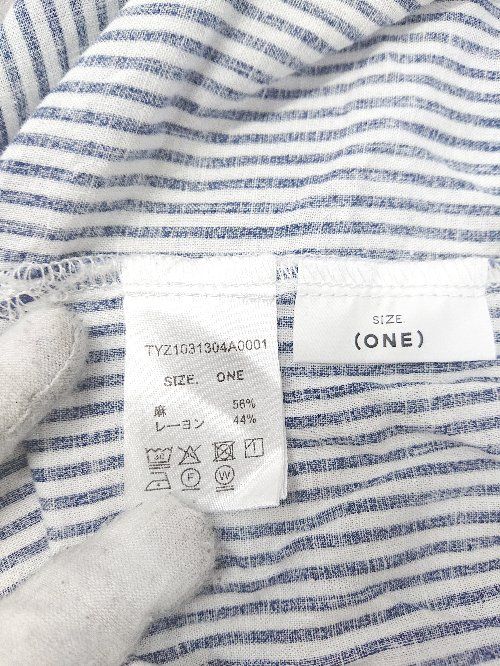 TYZ1031304A0001
SIZE. ONE
麻 56%
レーヨン 44%
F W
SIZE.
(ONE)